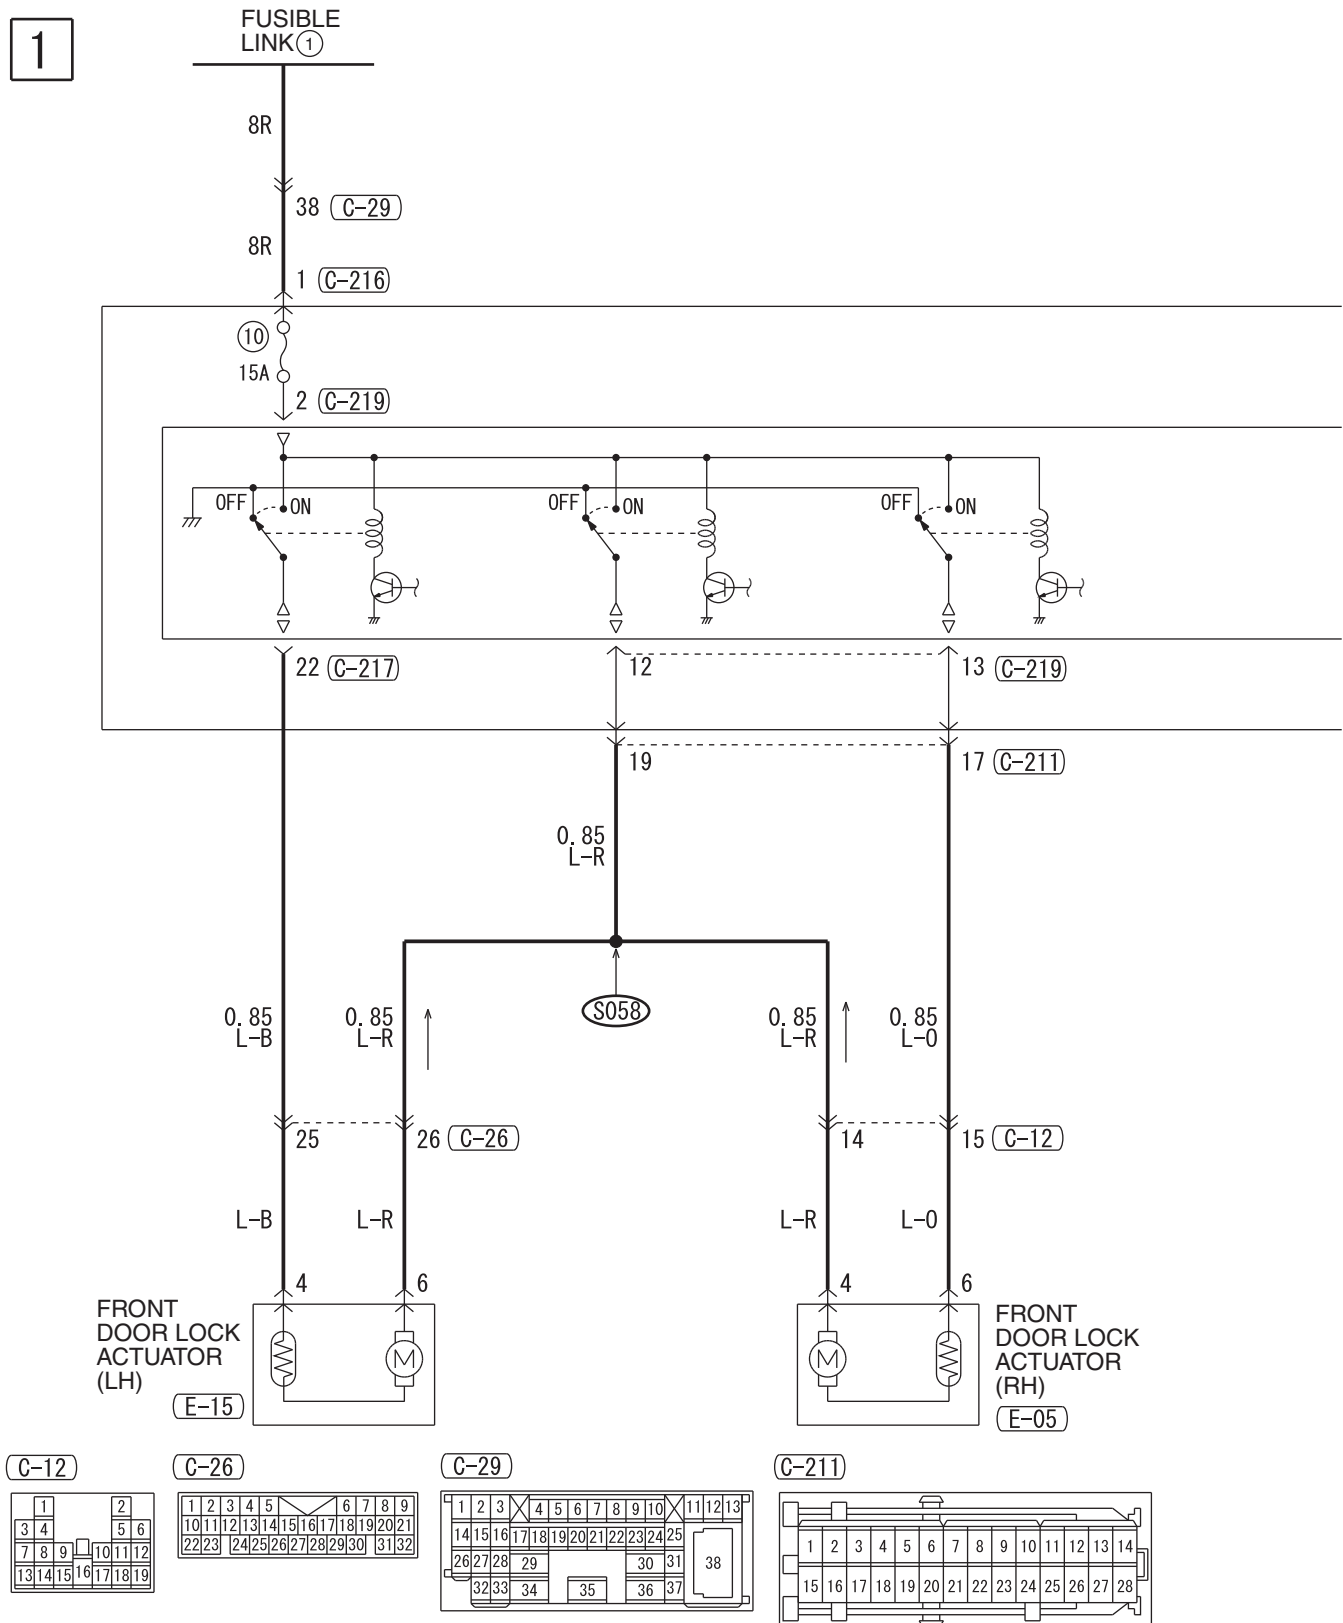 1
FUSIBLE
LINK ①
8R
38 C-29
8R
1 C-216
⑩
15A
2 C-219
OFF ON OFF ON OFF ON
22 C-217 12 13 C-219
19 17 C-211
0.85
L-R
S058
0.85 0.85 0.85 0.85
L-B L-R L-R L-O
25 26 C-26 14 15 C-12
L-B L-R L-R L-O
4 6 4 6
FRONT
DOOR LOCK
ACTUATOR
(LH)
E-15
M M
FRONT
DOOR LOCK
ACTUATOR
(RH)
E-05
C-12
1 2
3 4 5 6
7 8 9 10 11 12
13 14 15 16 17 18 19
C-26
1 2 3 4 5 6 7 8 9
10 11 12 13 14 15 16 17 18 19 20 21
22 23 24 25 26 27 28 29 30 31 32
C-29
1 2 3 4 5 6 7 8 9 10 11 12 13
14 15 16 17 18 19 20 21 22 23 24 25
26 27 28 29 30 31 38
32 33 34 35 36 37
C-211
1 2 3 4 5 6 7 8 9 10 11 12 13 14
15 16 17 18 19 20 21 22 23 24 25 26 27 28